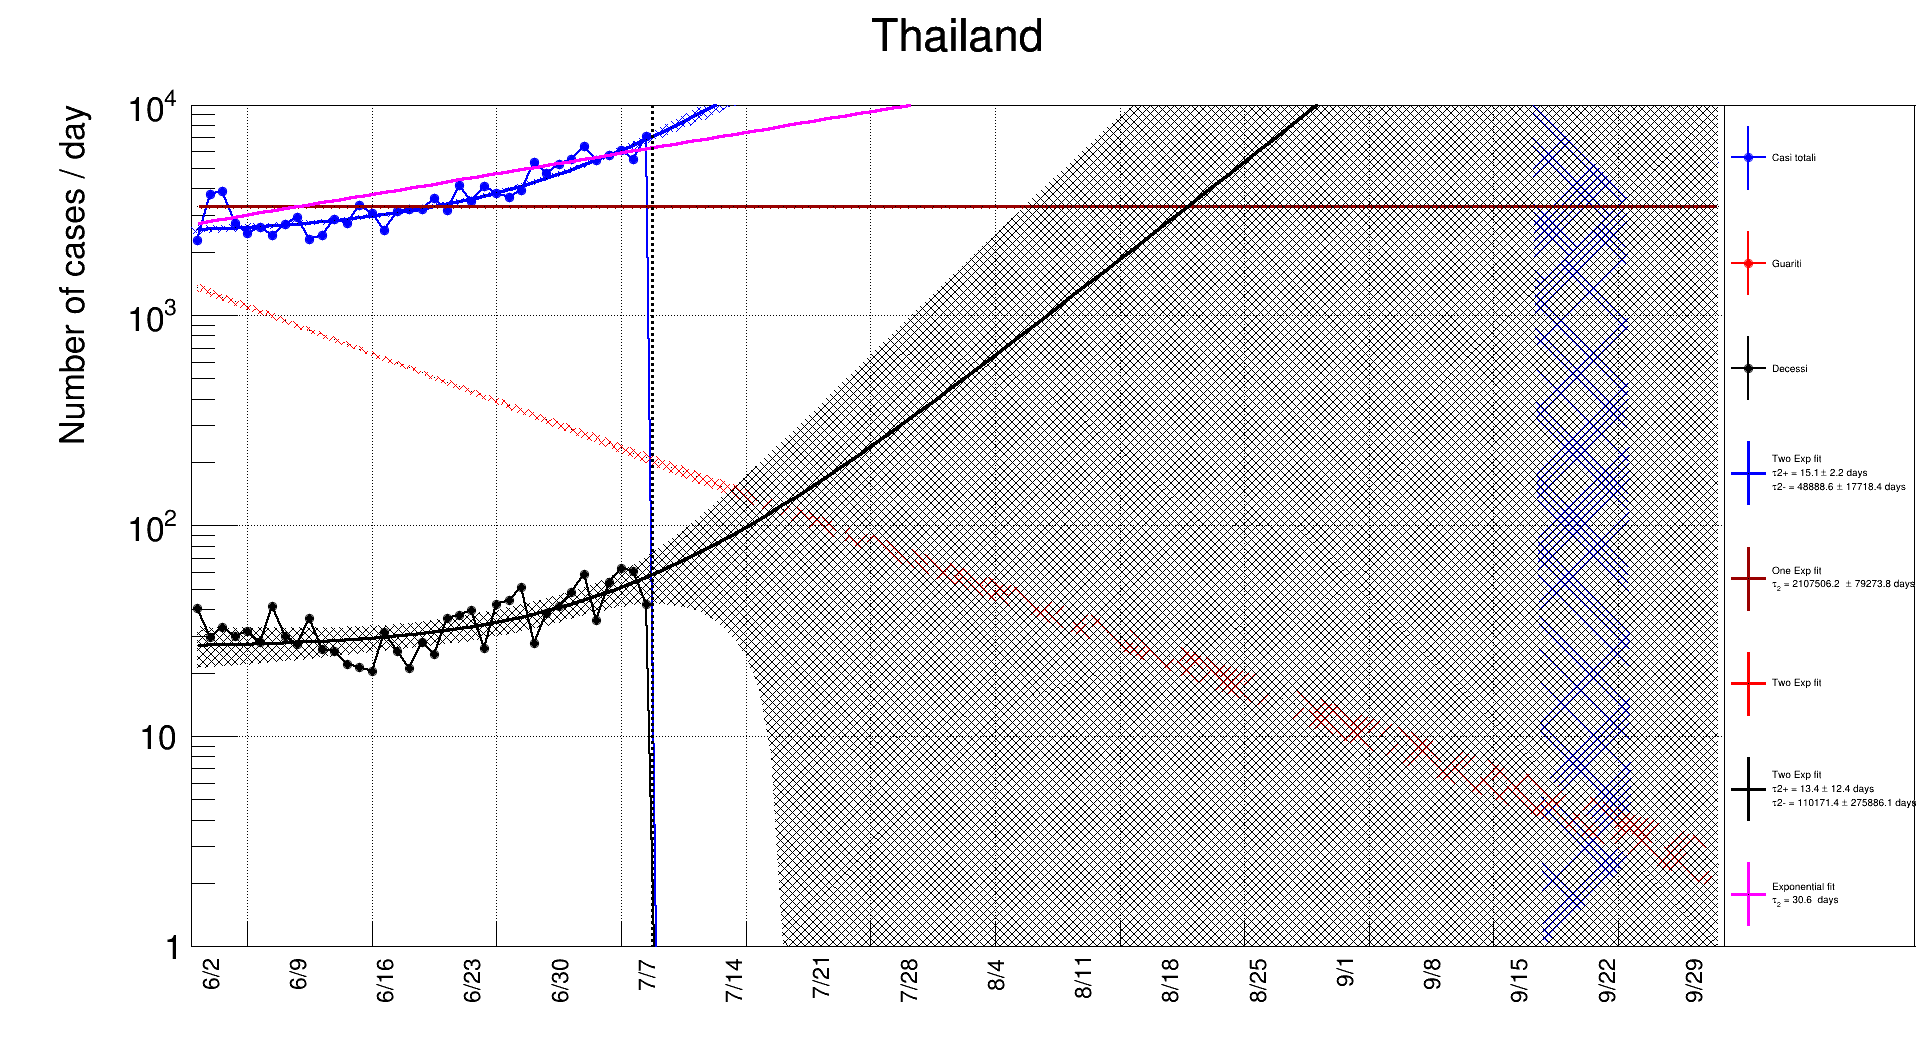 Thailand
Number of cases / day
10^4
10^3
10^2
10
1
6/2
6/9
6/16
6/23
6/30
7/7
7/14
7/21
7/28
8/4
8/11
8/18
8/25
9/1
9/8
9/15
9/22
9/29
Casi totali
Guariti
Decessi
Two Exp fit
τ2+ = 15.1 ± 2.2 days
τ2- = 48888.6 ± 17718.4 days
One Exp fit
τ₂ = 2107506.2 ± 79273.8 days
Two Exp fit
Two Exp fit
τ2+ = 13.4 ± 12.4 days
τ2- = 110171.4 ± 275886.1 days
Exponential fit
τ₂ = 30.6 days